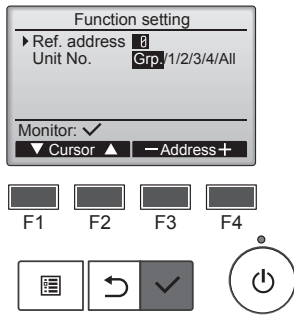 Function setting
Ref. address 0
Unit No. Grp./1/2/3/4/All
Monitor:
Cursor −Address+
F1 F2 F3 F4